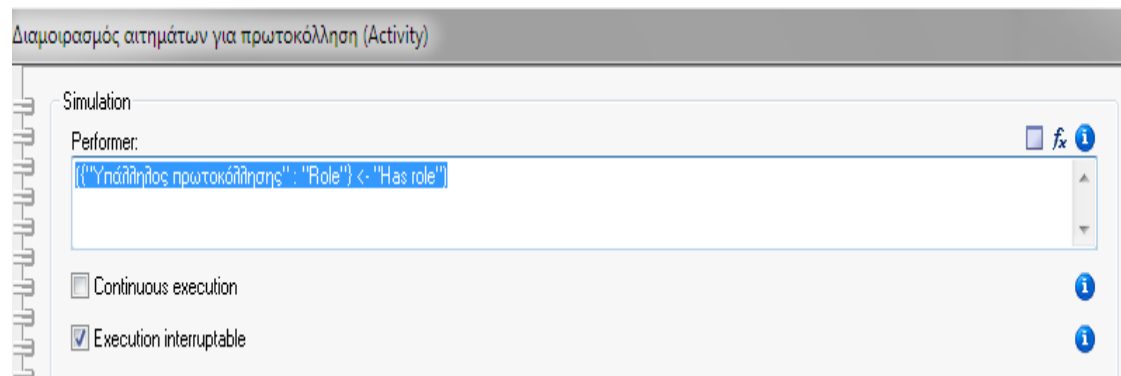 Διαμοιρασμός αιτημάτων για πρωτοκόλληση (Activity)
Simulation
Performer:
({"Υπάλληλος πρωτοκόλλησης" : "Role"} <- "Has role")
Continuous execution
Execution interruptable